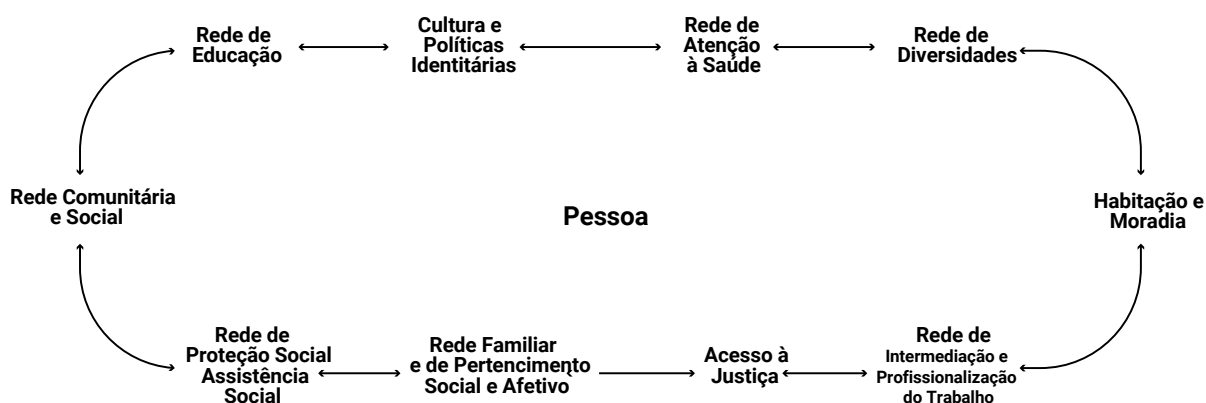 Rede de
Educação
Cultura e
Políticas
Identitárias
Rede de
Atenção
à Saúde
Rede de
Diversidades
Rede Comunitária
e Social
Pessoa
Habitação e
Moradia
Rede de
Proteção Social
Assistência
Social
Rede Familiar
e de Pertencimento
Social e Afetivo
Acesso à
Justiça
Rede de
Intermediação e
Profissionalização
do Trabalho